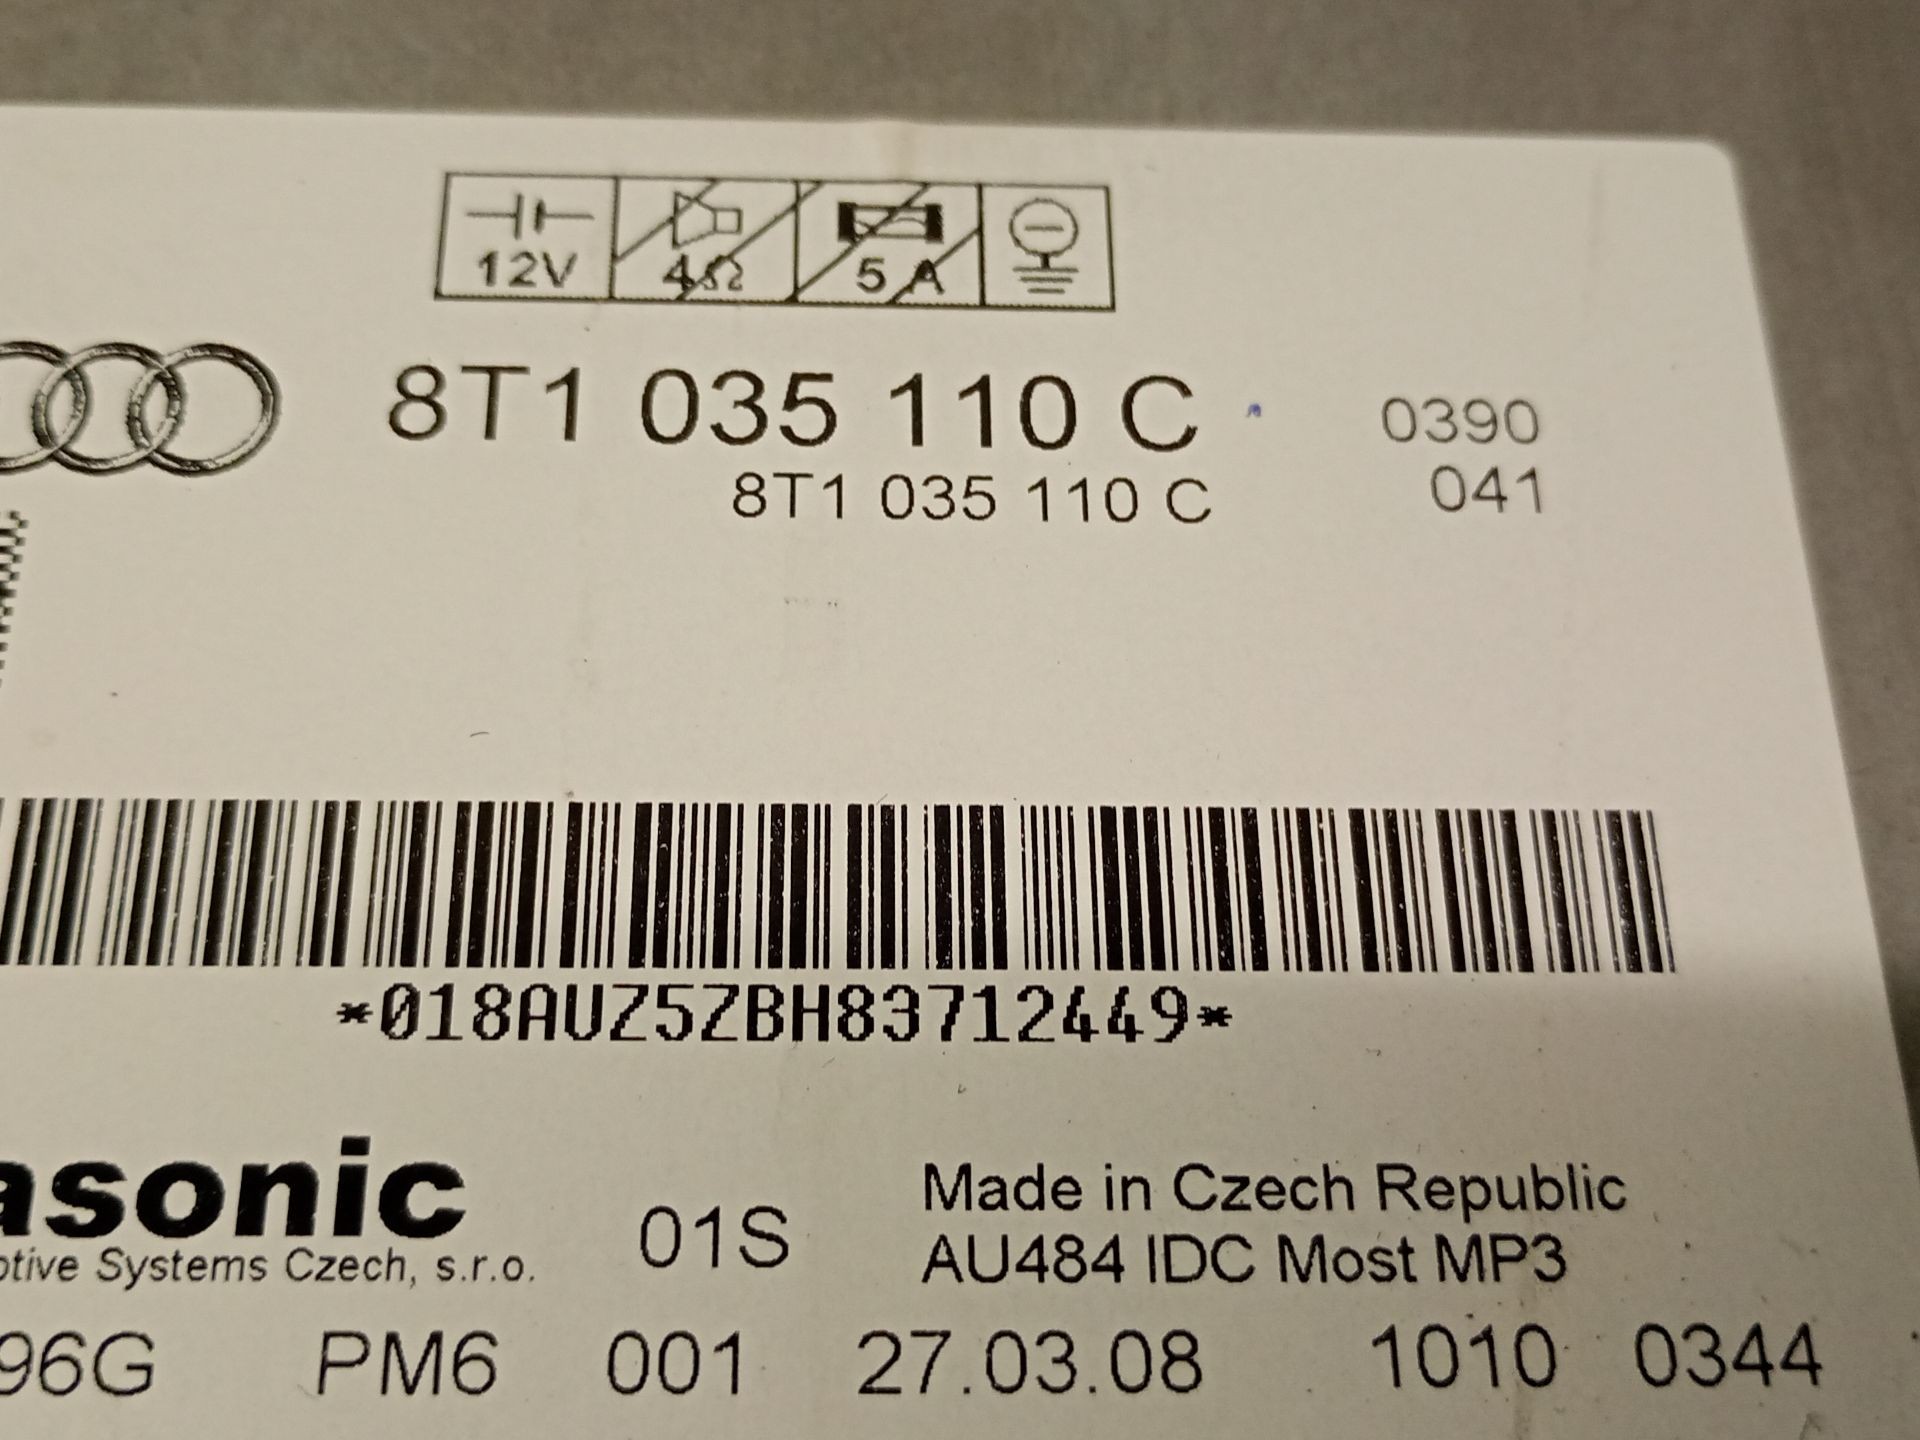 12V 4Ω 5 A
8T1 035 110 C 0390
8T1 035 110 C 041
*018AUZ5ZBH83712449*
asonic
otive Systems Czech, s.r.o.
01S
Made in Czech Republic
AU484 IDC Most MP3
96G PM6 001 27.03.08 1010 0344